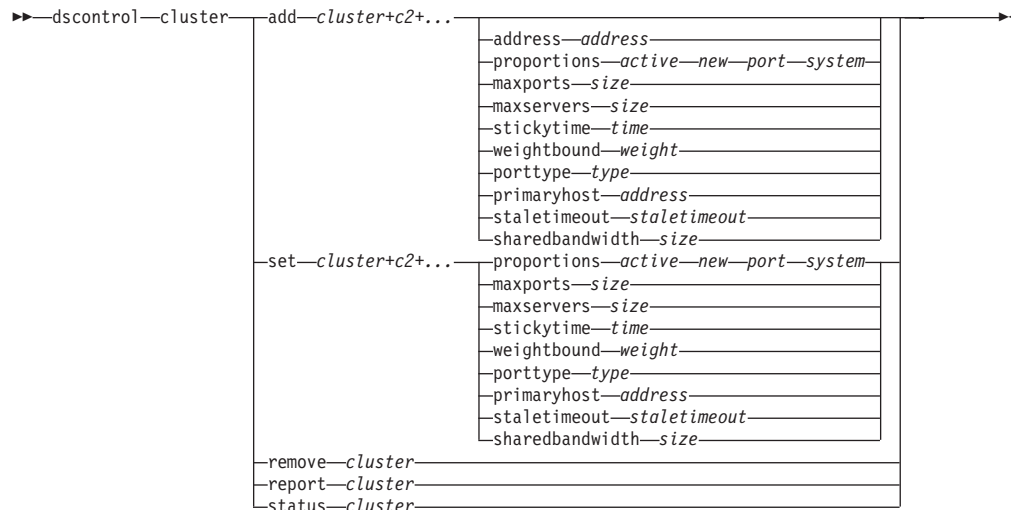 dscontrol cluster add cluster+c2+...
address address
proportions active new port system
maxports size
maxservers size
stickytime time
weightbound weight
porttype type
primaryhost address
staletimeout staletimeout
sharedbandwidth size
set cluster+c2+... proportions active new port system
maxports size
maxservers size
stickytime time
weightbound weight
porttype type
primaryhost address
staletimeout staletimeout
sharedbandwidth size
remove cluster
report cluster
status cluster